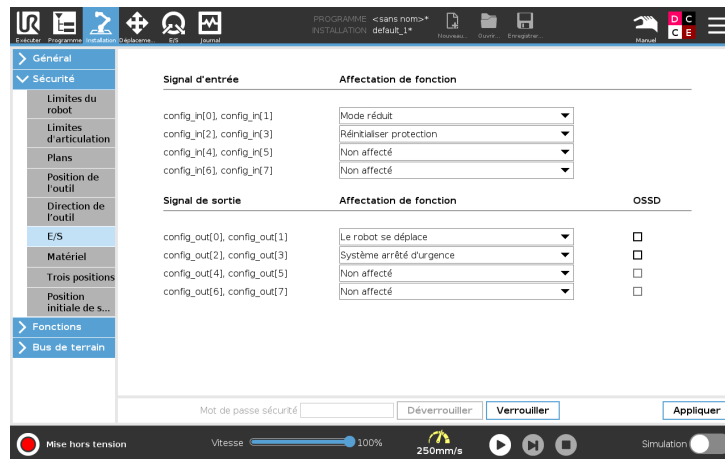 UR
PROGRAMME <sans nom>*
INSTALLATION default_1*
D C
C E
Exécuter Programme Installation Déplaceme... E/S Journal Nouveau... Ouvrir... Enregistrer... Manuel
Général
Sécurité
Limites du
robot
Limites
d'articulation
Plans
Position de
l'outil
Direction de
l'outil
E/S
Matériel
Trois positions
Position
initiale de s...
Fonctions
Bus de terrain
Signal d'entrée Affectation de fonction
config_in[0], config_in[1] Mode réduit
config_in[2], config_in[3] Réinitialiser protection
config_in[4], config_in[5] Non affecté
config_in[6], config_in[7] Non affecté
Signal de sortie Affectation de fonction OSSD
config_out[0], config_out[1] Le robot se déplace
config_out[2], config_out[3] Système arrêté d'urgence
config_out[4], config_out[5] Non affecté
config_out[6], config_out[7] Non affecté
Mot de passe sécurité Déverrouiller Verrouiller Appliquer
Mise hors tension Vitesse 100% 250mm/s Simulation